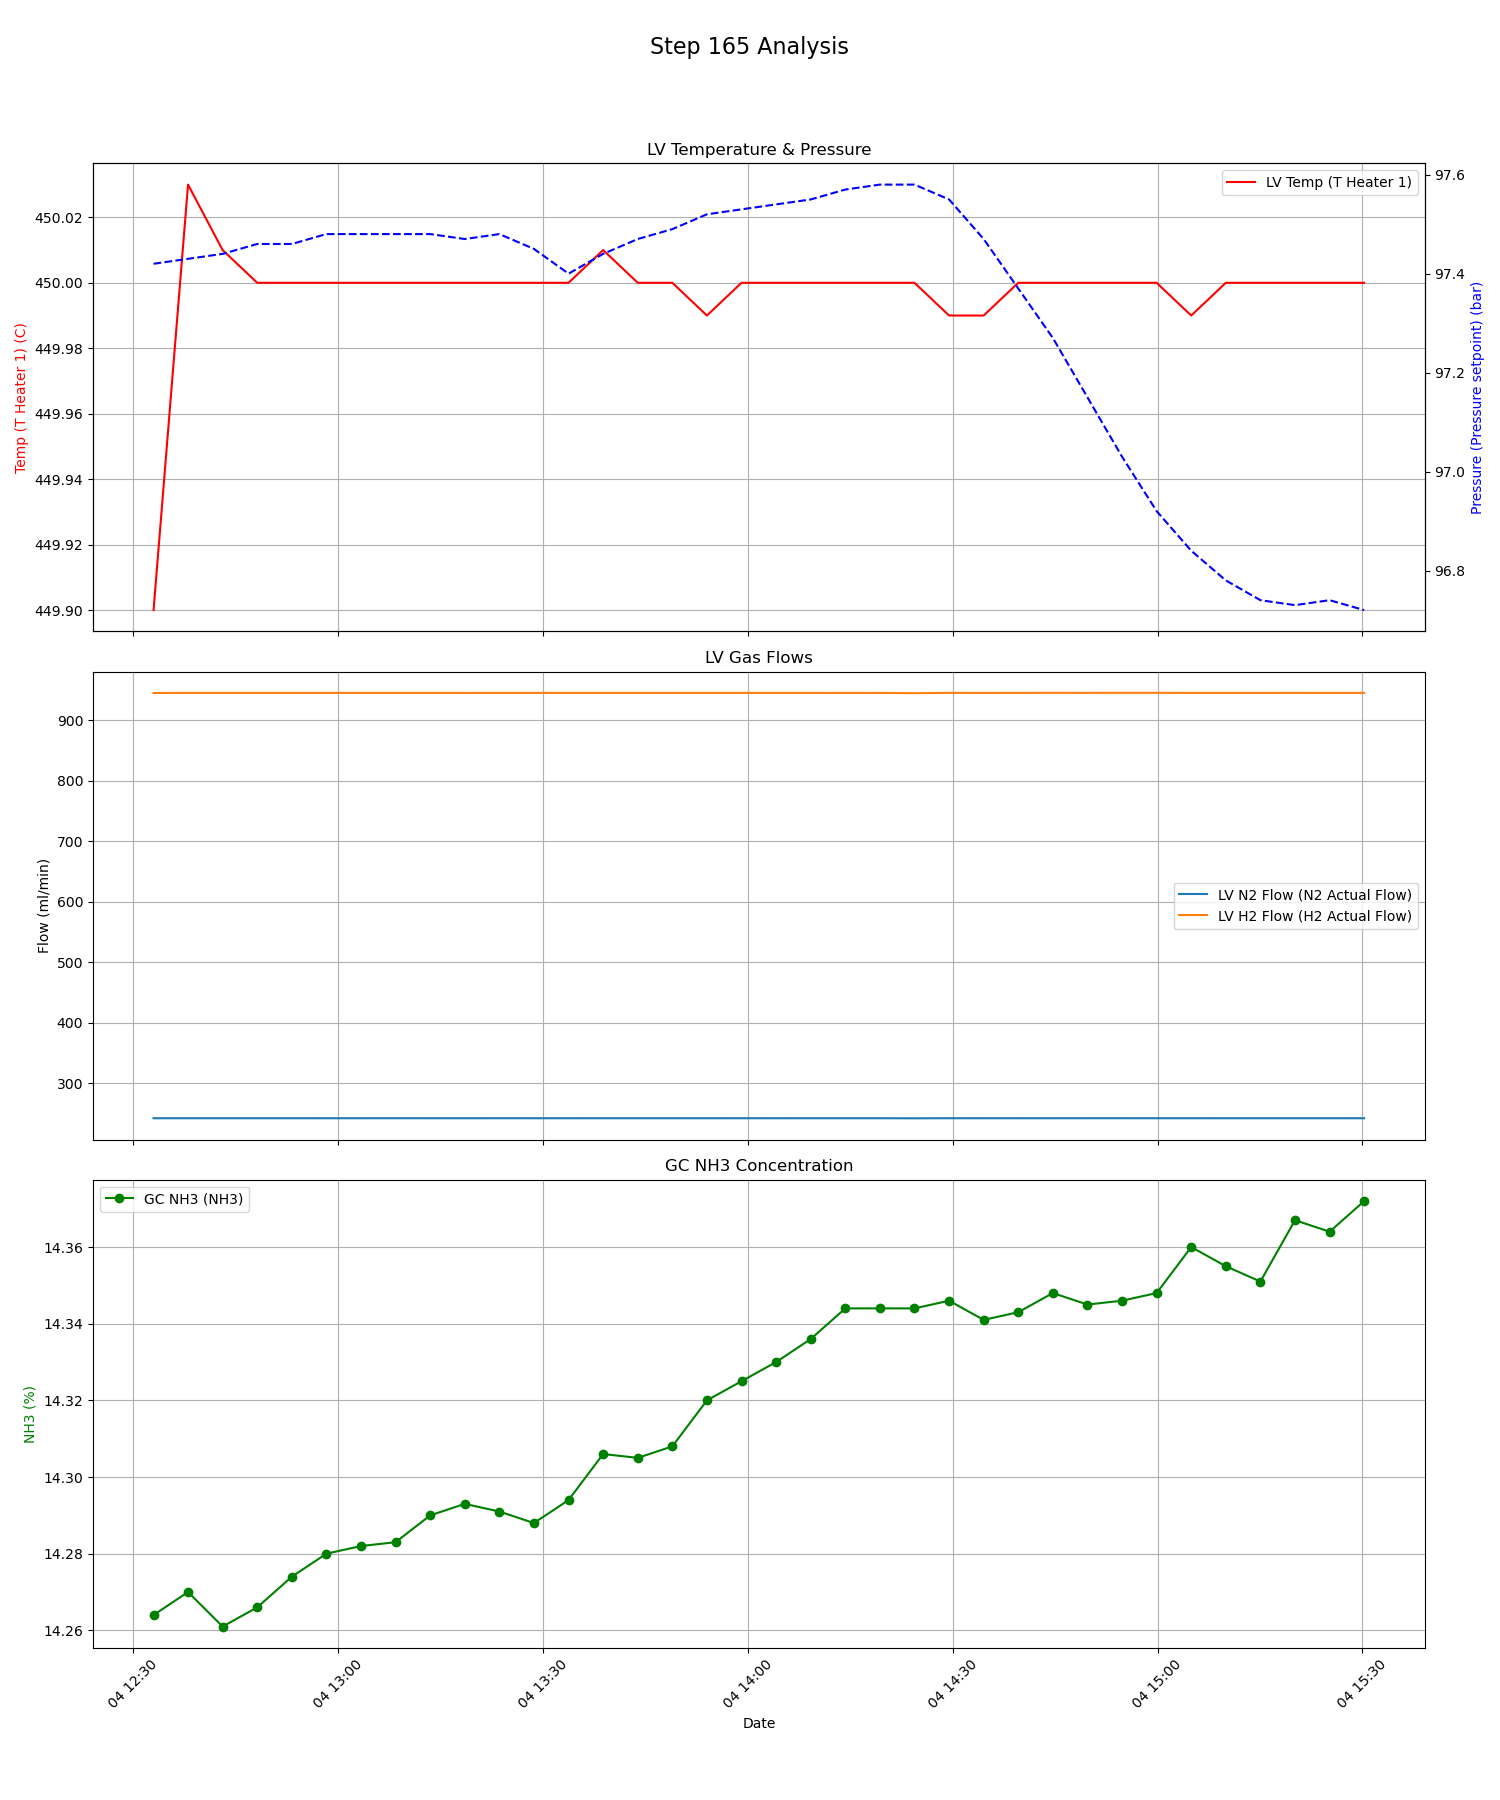 Step 165 Analysis
LV Temperature & Pressure
LV Temp (T Heater 1)
450.02
450.00
449.98
449.96
449.94
449.92
449.90
Temp (T Heater 1) (C)
97.6
97.4
97.2
97.0
96.8
Pressure (Pressure setpoint) (bar)
LV Gas Flows
900
800
700
600
500
400
300
Flow (ml/min)
LV N2 Flow (N2 Actual Flow)
LV H2 Flow (H2 Actual Flow)
GC NH3 Concentration
GC NH3 (NH3)
14.36
14.34
14.32
14.30
14.28
14.26
NH3 (%)
04 12:30
04 13:00
04 13:30
04 14:00
04 14:30
04 15:00
04 15:30
Date